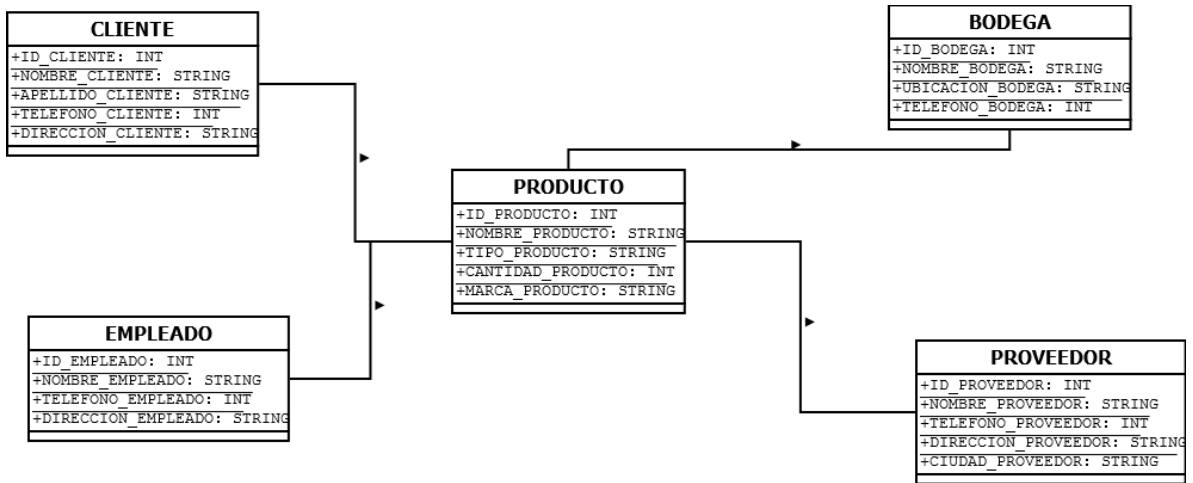 CLIENTE
+ID_CLIENTE: INT
+NOMBRE_CLIENTE: STRING
+APELLIDO_CLIENTE: STRING
+TELEFONO_CLIENTE: INT
+DIRECCION_CLIENTE: STRING
BODEGA
+ID_BODEGA: INT
+NOMBRE_BODEGA: STRING
+UBICACION_BODEGA: STRING
+TELEFONO_BODEGA: INT
PRODUCTO
+ID_PRODUCTO: INT
+NOMBRE_PRODUCTO: STRING
+TIPO_PRODUCTO: STRING
+CANTIDAD_PRODUCTO: INT
+MARCA_PRODUCTO: STRING
EMPLEADO
+ID_EMPLEADO: INT
+NOMBRE_EMPLEADO: STRING
+TELEFONO_EMPLEADO: INT
+DIRECCION_EMPLEADO: STRING
PROVEEDOR
+ID_PROVEEDOR: INT
+NOMBRE_PROVEEDOR: STRING
+TELEFONO_PROVEEDOR: INT
+DIRECCION_PROVEEDOR: STRING
+CIUDAD_PROVEEDOR: STRING